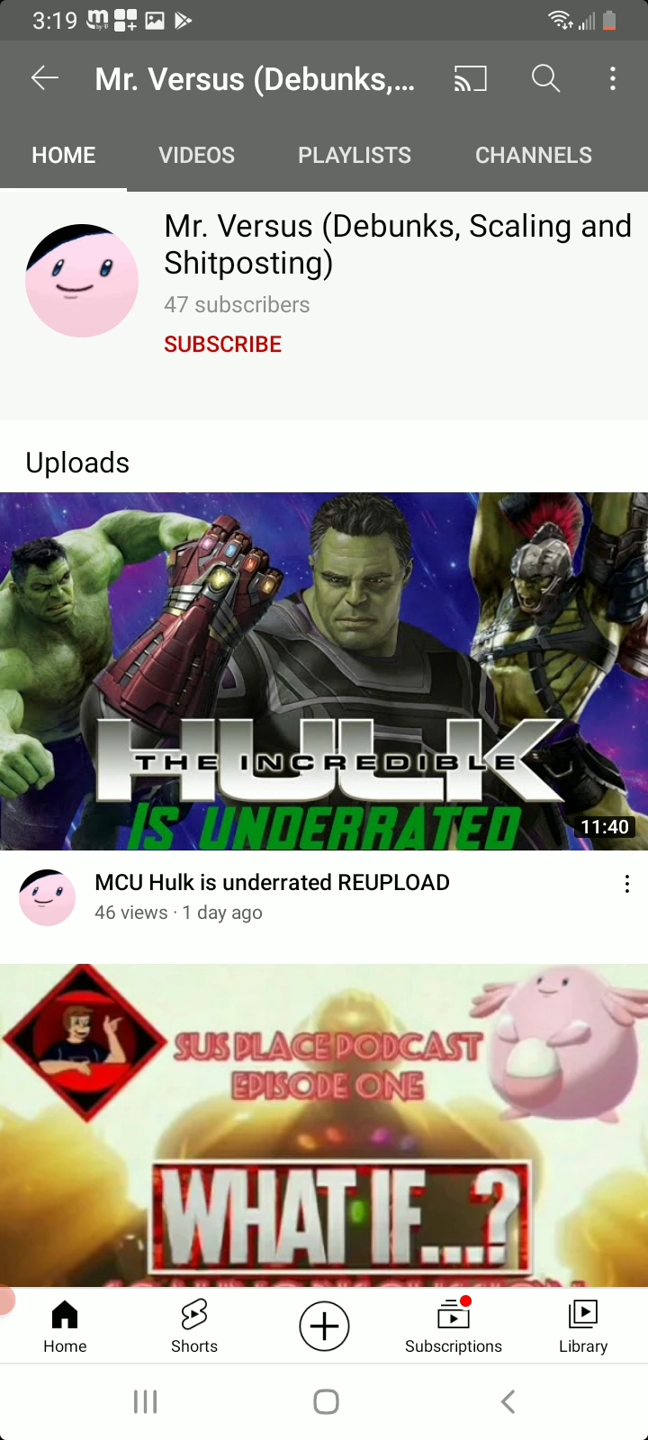 3:19
Mr. Versus (Debunks,...
HOME VIDEOS PLAYLISTS CHANNELS
Mr. Versus (Debunks, Scaling and
Shitposting)
47 subscribers
SUBSCRIBE
Uploads
HULK
THE INCREDIBLE
IS UNDERRATED
11:40
MCU Hulk is underrated REUPLOAD
46 views · 1 day ago
SUS PLACE PODCAST
EPISODE ONE
WHAT IF...?
Home Shorts Subscriptions Library